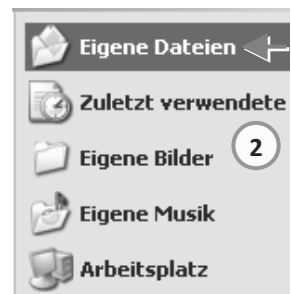 Eigene Dateien
Zuletzt verwendete
2
Eigene Bilder
Eigene Musik
Arbeitsplatz